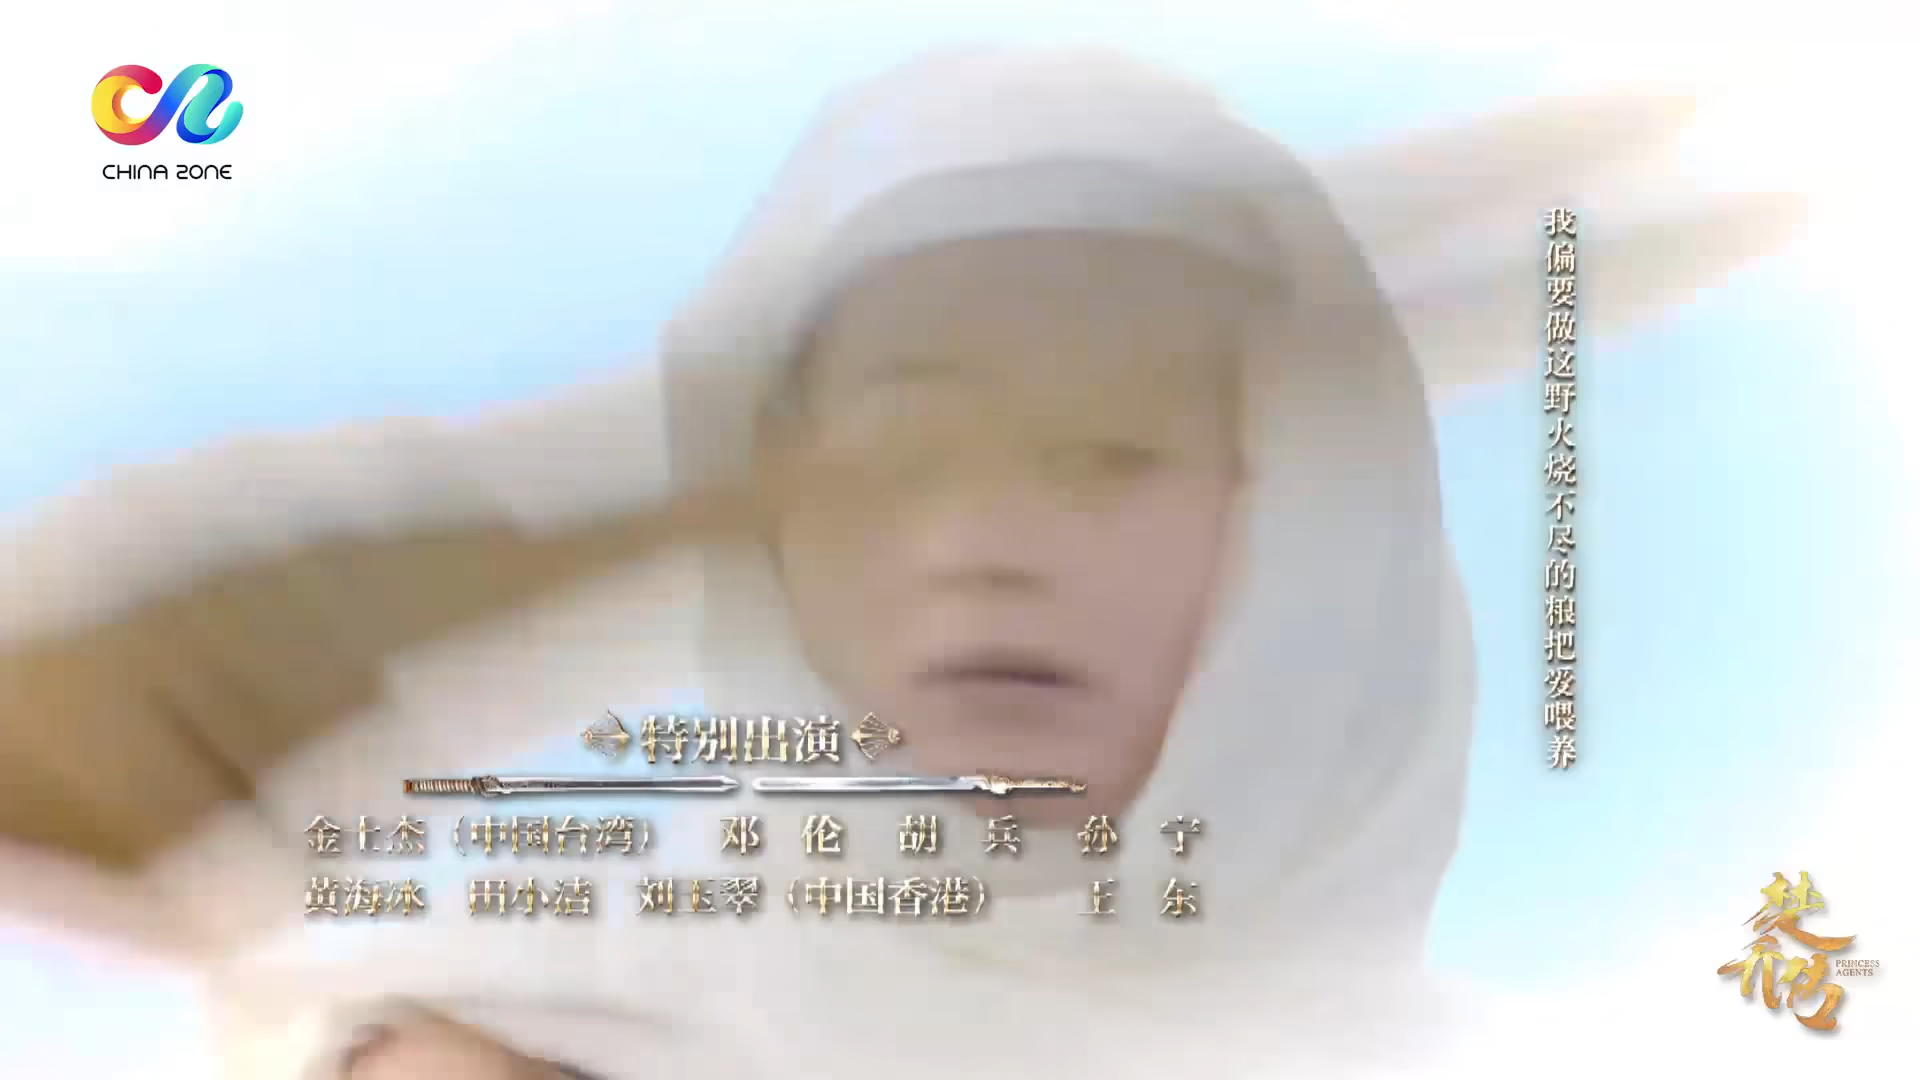 CHINA ZONE
我偏要做这野火烧不尽的粮把爱喂养
特别出演
金士杰（中国台湾） 邓 伦 胡 兵 孙 宁
黄海冰 田小洁 刘玉翠（中国香港） 王 东
楚乔传
PRINCESS
AGENTS